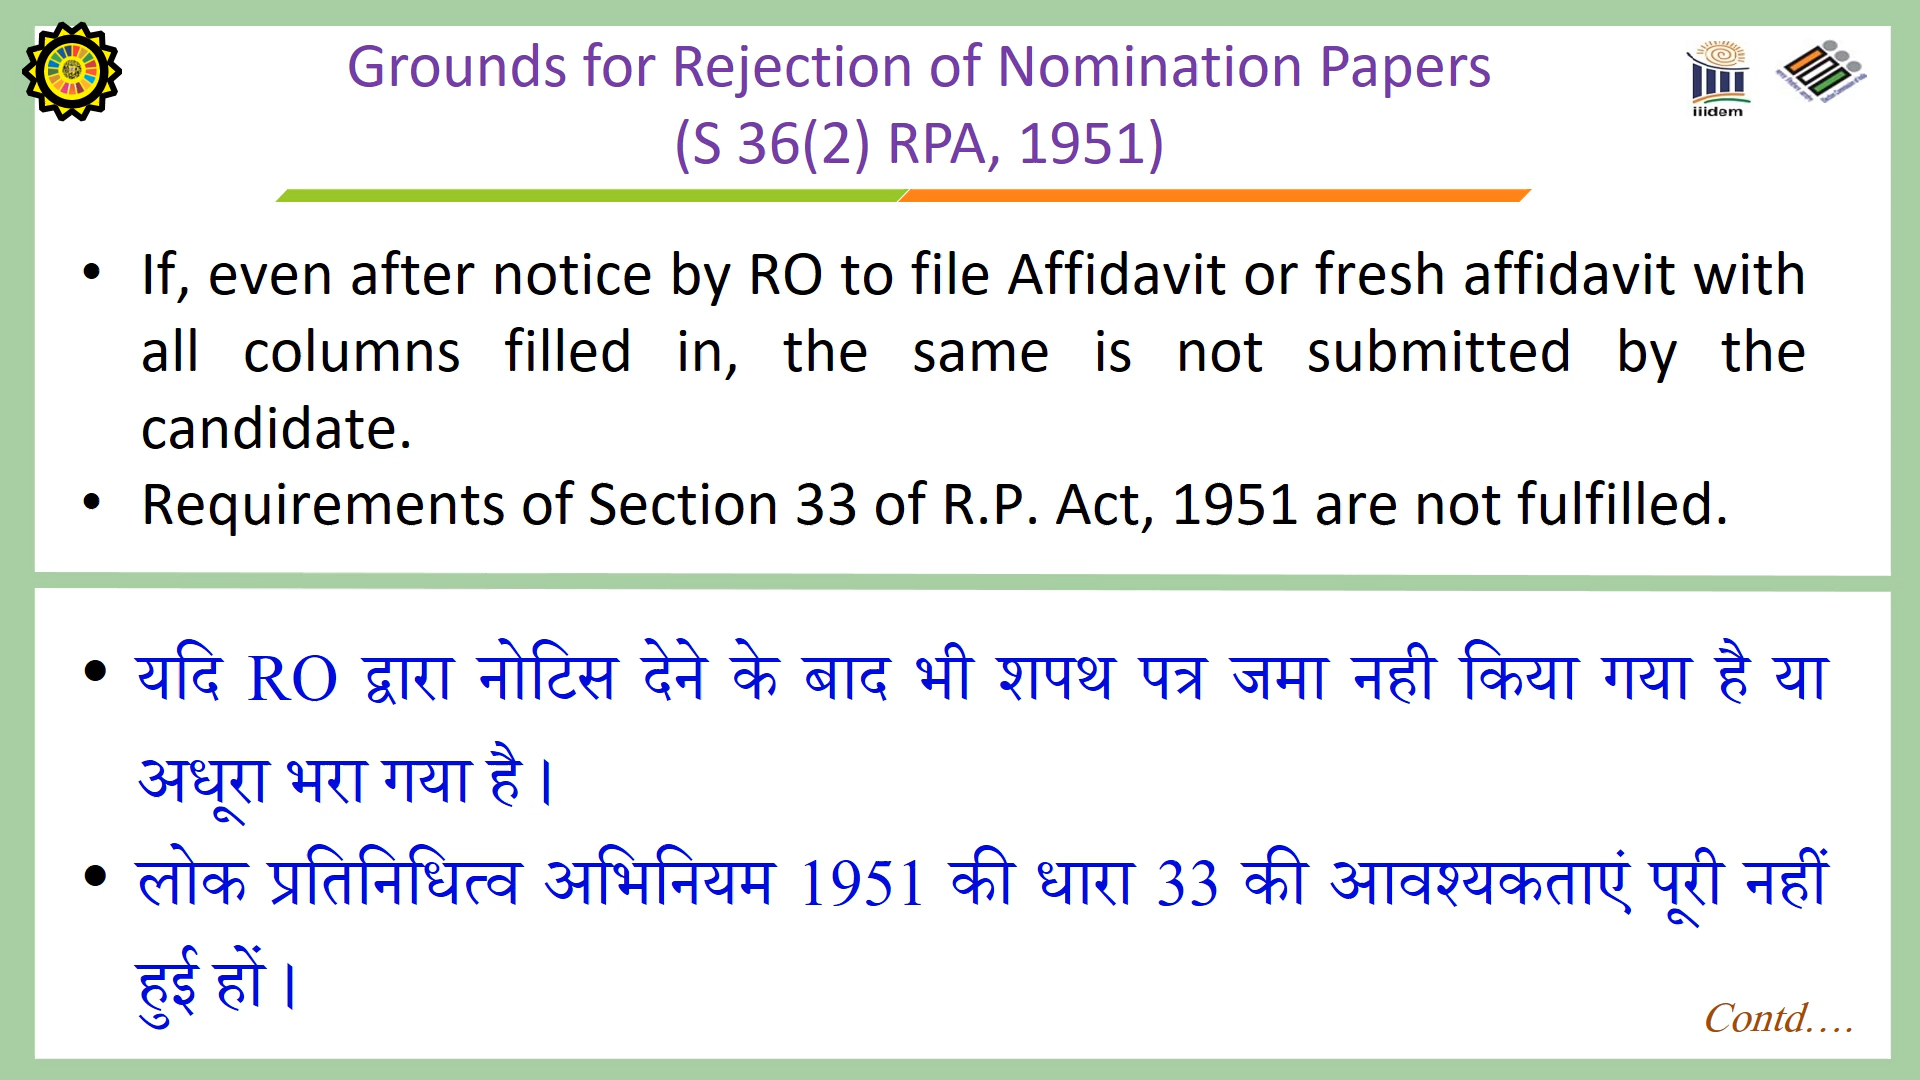 Grounds for Rejection of Nomination Papers
(S 36(2) RPA, 1951)
iiidem
• If, even after notice by RO to file Affidavit or fresh affidavit with
all columns filled in, the same is not submitted by the
candidate.
• Requirements of Section 33 of R.P. Act, 1951 are not fulfilled.
• यदि RO द्वारा नोटिस देने के बाद भी शपथ पत्र जमा नही किया गया है या
अधूरा भरा गया है।
• लोक प्रतिनिधित्व अभिनियम 1951 की धारा 33 की आवश्यकताएं पूरी नहीं
हुई हों।
Contd....